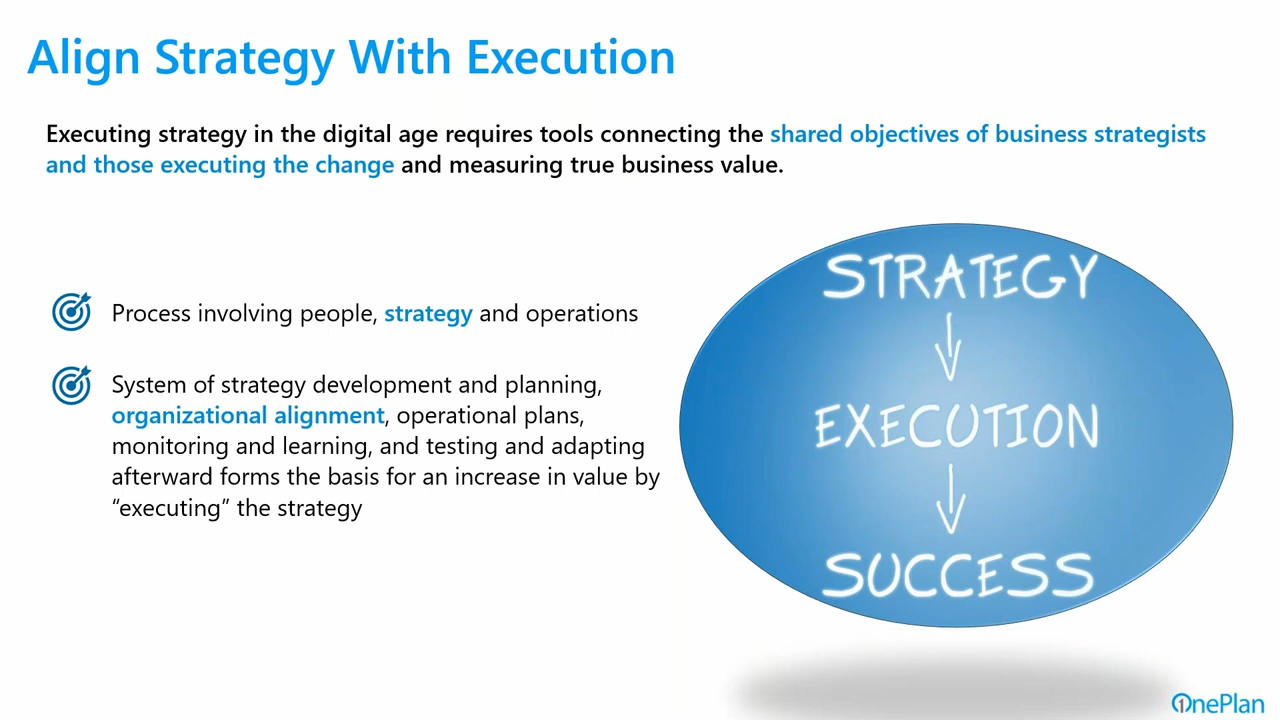 Align Strategy With Execution
Executing strategy in the digital age requires tools connecting the shared objectives of business strategists
and those executing the change and measuring true business value.
Process involving people, strategy and operations
System of strategy development and planning,
organizational alignment, operational plans,
monitoring and learning, and testing and adapting
afterward forms the basis for an increase in value by
“executing” the strategy
STRATEGY
EXECUTION
SUCCESS
OnePlan